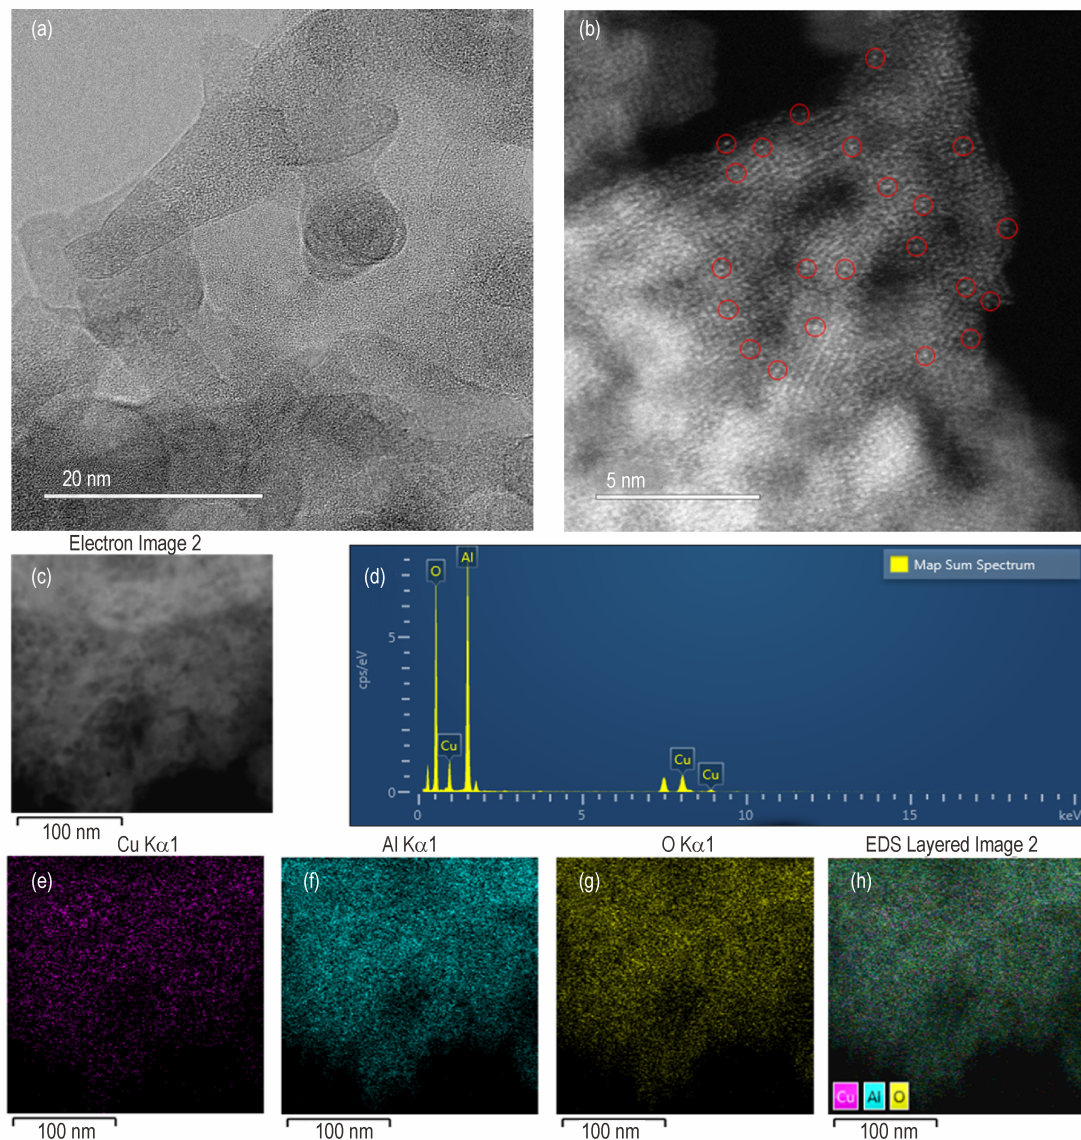 (a)
20 nm
(b)
5 nm
Electron Image 2
(c)
100 nm
(d)
Map Sum Spectrum
cps/eV
5
0
O
Al
Cu
Cu
Cu
0 5 10 15 keV
Cu Kα1
(e)
100 nm
Al Kα1
(f)
100 nm
O Kα1
(g)
100 nm
EDS Layered Image 2
(h)
Cu Al O
100 nm